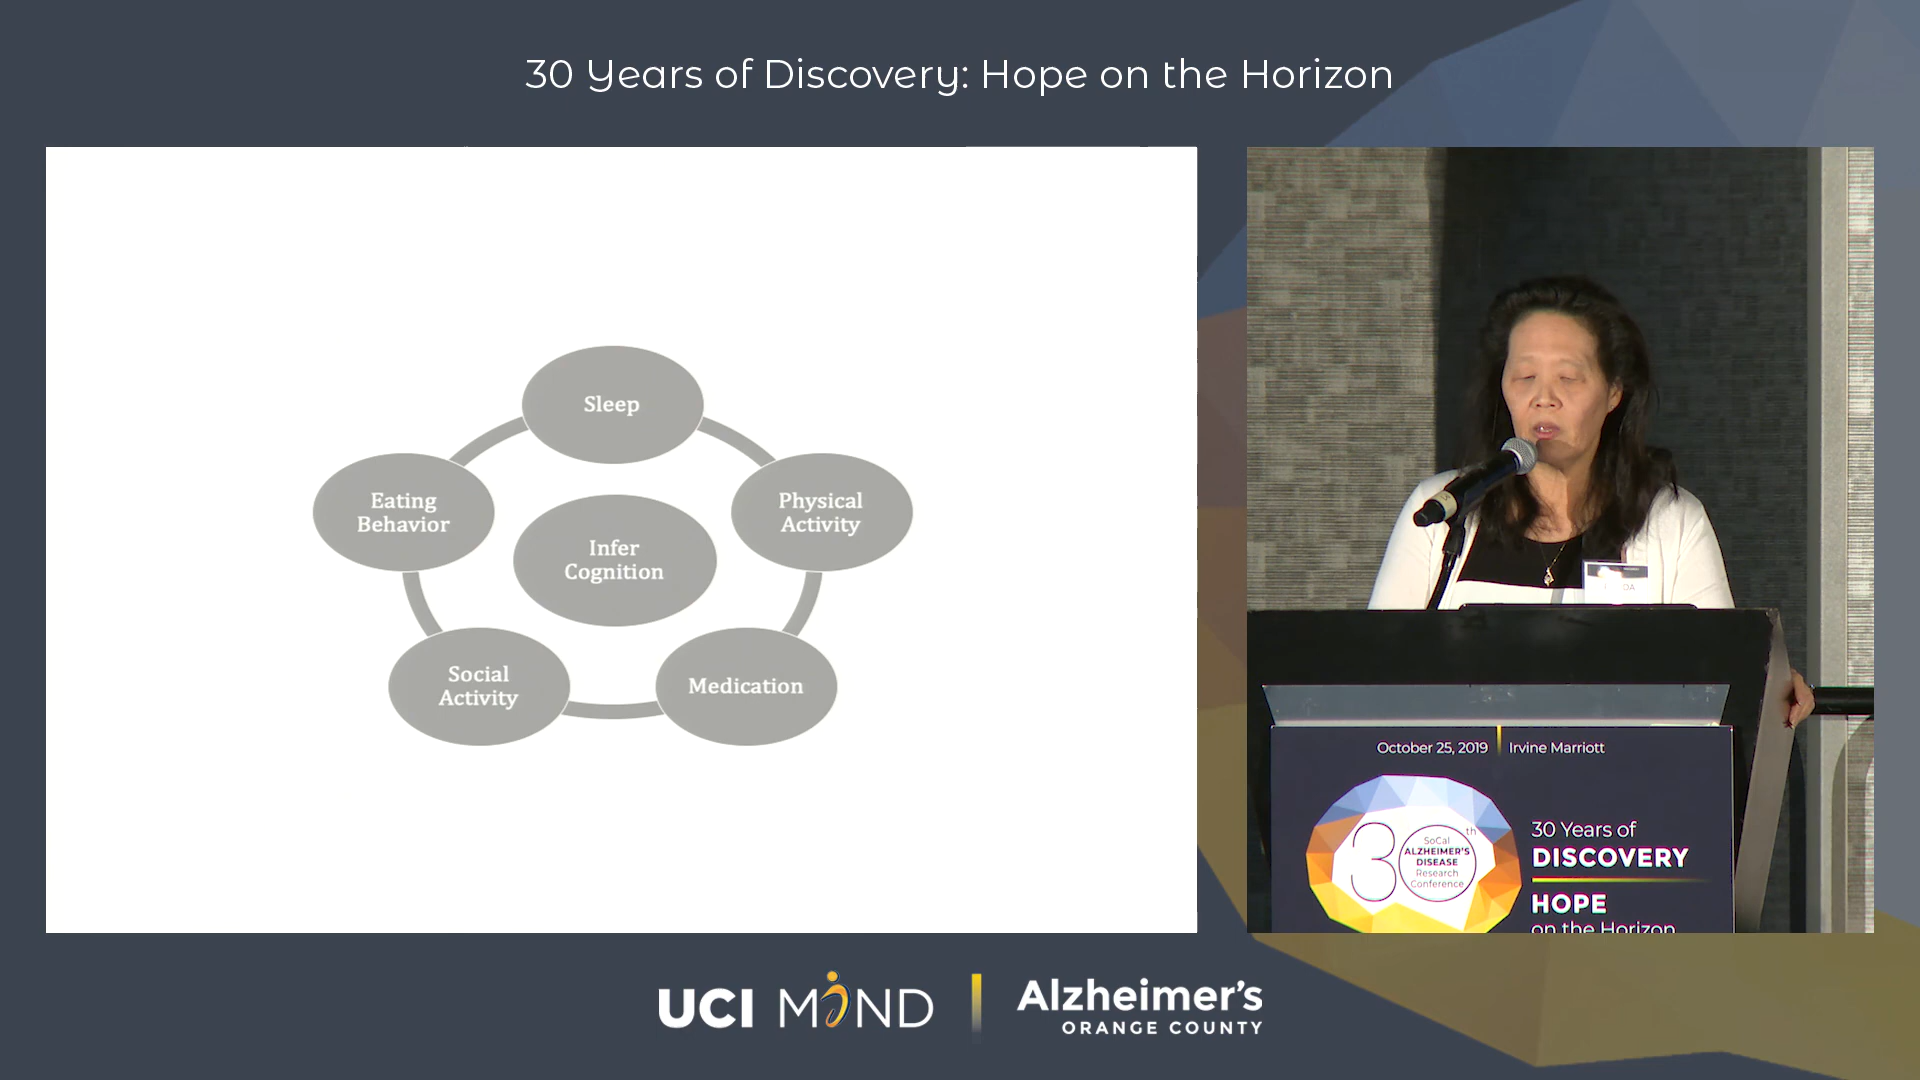 30 Years of Discovery: Hope on the Horizon
Sleep
Eating
Behavior
Physical
Activity
Infer
Cognition
Social
Activity
Medication
October 25, 2019
Irvine Marriott
30th
SoCal
ALZHEIMER'S
DISEASE
Research
Conference
30 Years of
DISCOVERY
HOPE
on the Horizon
UCI MIND
Alzheimer's
ORANGE COUNTY